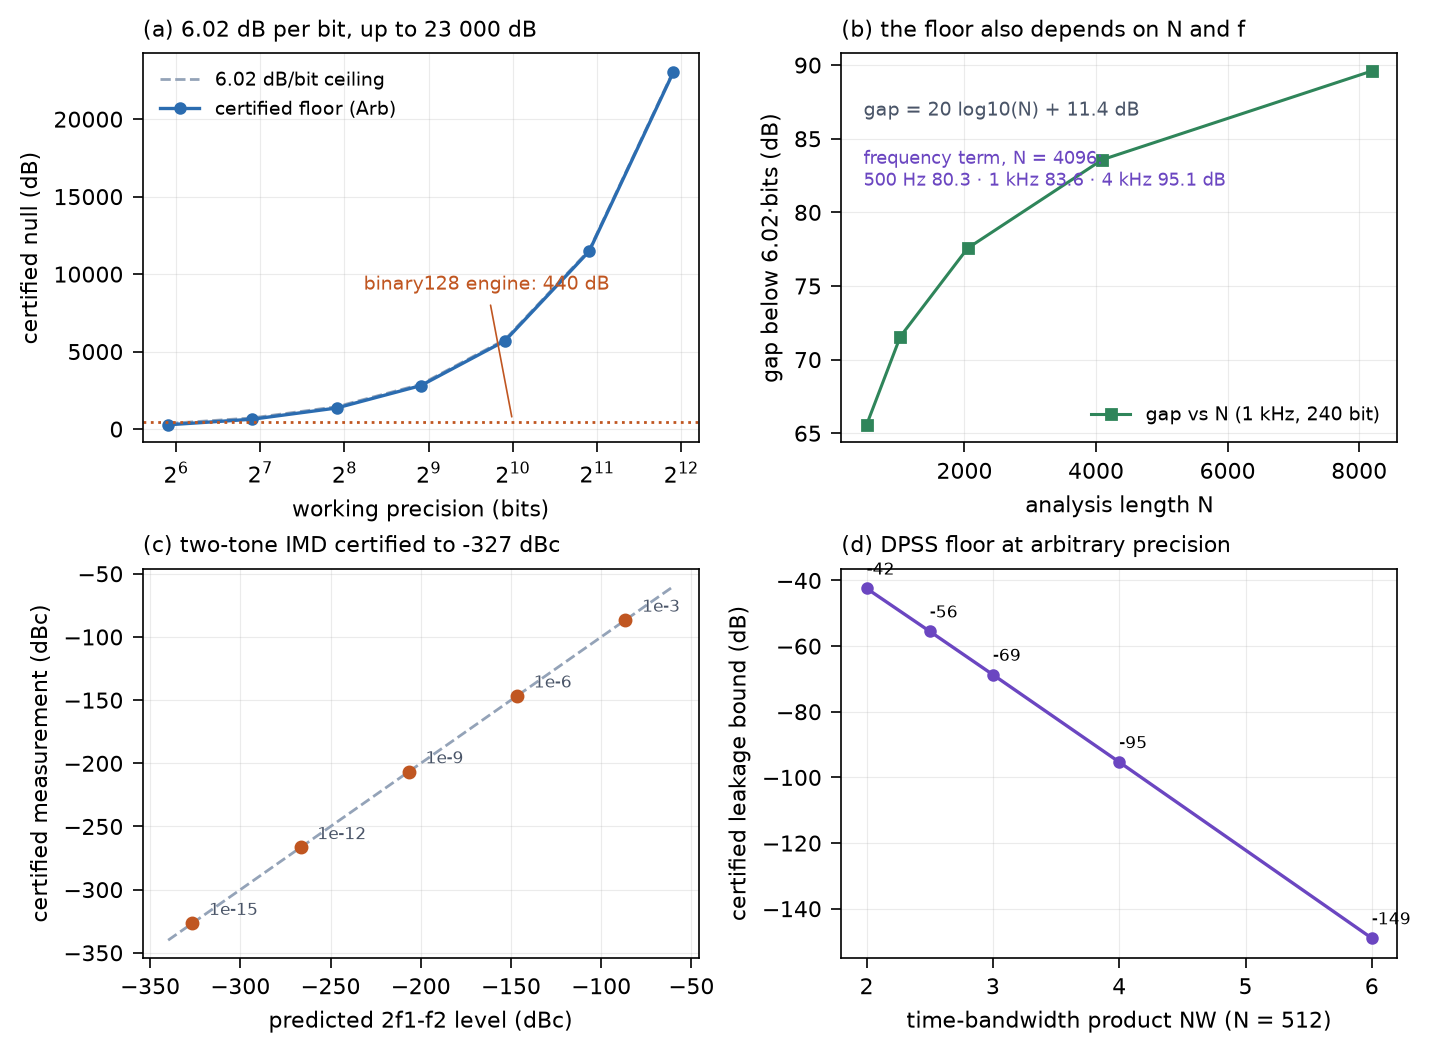 (a) 6.02 dB per bit, up to 23 000 dB
6.02 dB/bit ceiling
certified floor (Arb)
binary128 engine: 440 dB
certified null (dB)
20000
15000
10000
5000
0
2^6 2^7 2^8 2^9 2^10 2^11 2^12
working precision (bits)
(b) the floor also depends on N and f
gap = 20 log10(N) + 11.4 dB
frequency term, N = 4096
500 Hz 80.3 · 1 kHz 83.6 · 4 kHz 95.1 dB
gap vs N (1 kHz, 240 bit)
gap below 6.02·bits (dB)
90
85
80
75
70
65
2000 4000 6000 8000
analysis length N
(c) two-tone IMD certified to -327 dBc
certified measurement (dBc)
−50
−100
−150
−200
−250
−300
−350
1e-3
1e-6
1e-9
1e-12
1e-15
−350 −300 −250 −200 −150 −100 −50
predicted 2f1-f2 level (dBc)
(d) DPSS floor at arbitrary precision
certified leakage bound (dB)
−40
−60
−80
−100
−120
−140
-42
-56
-69
-95
-149
2 3 4 5 6
time-bandwidth product NW (N = 512)